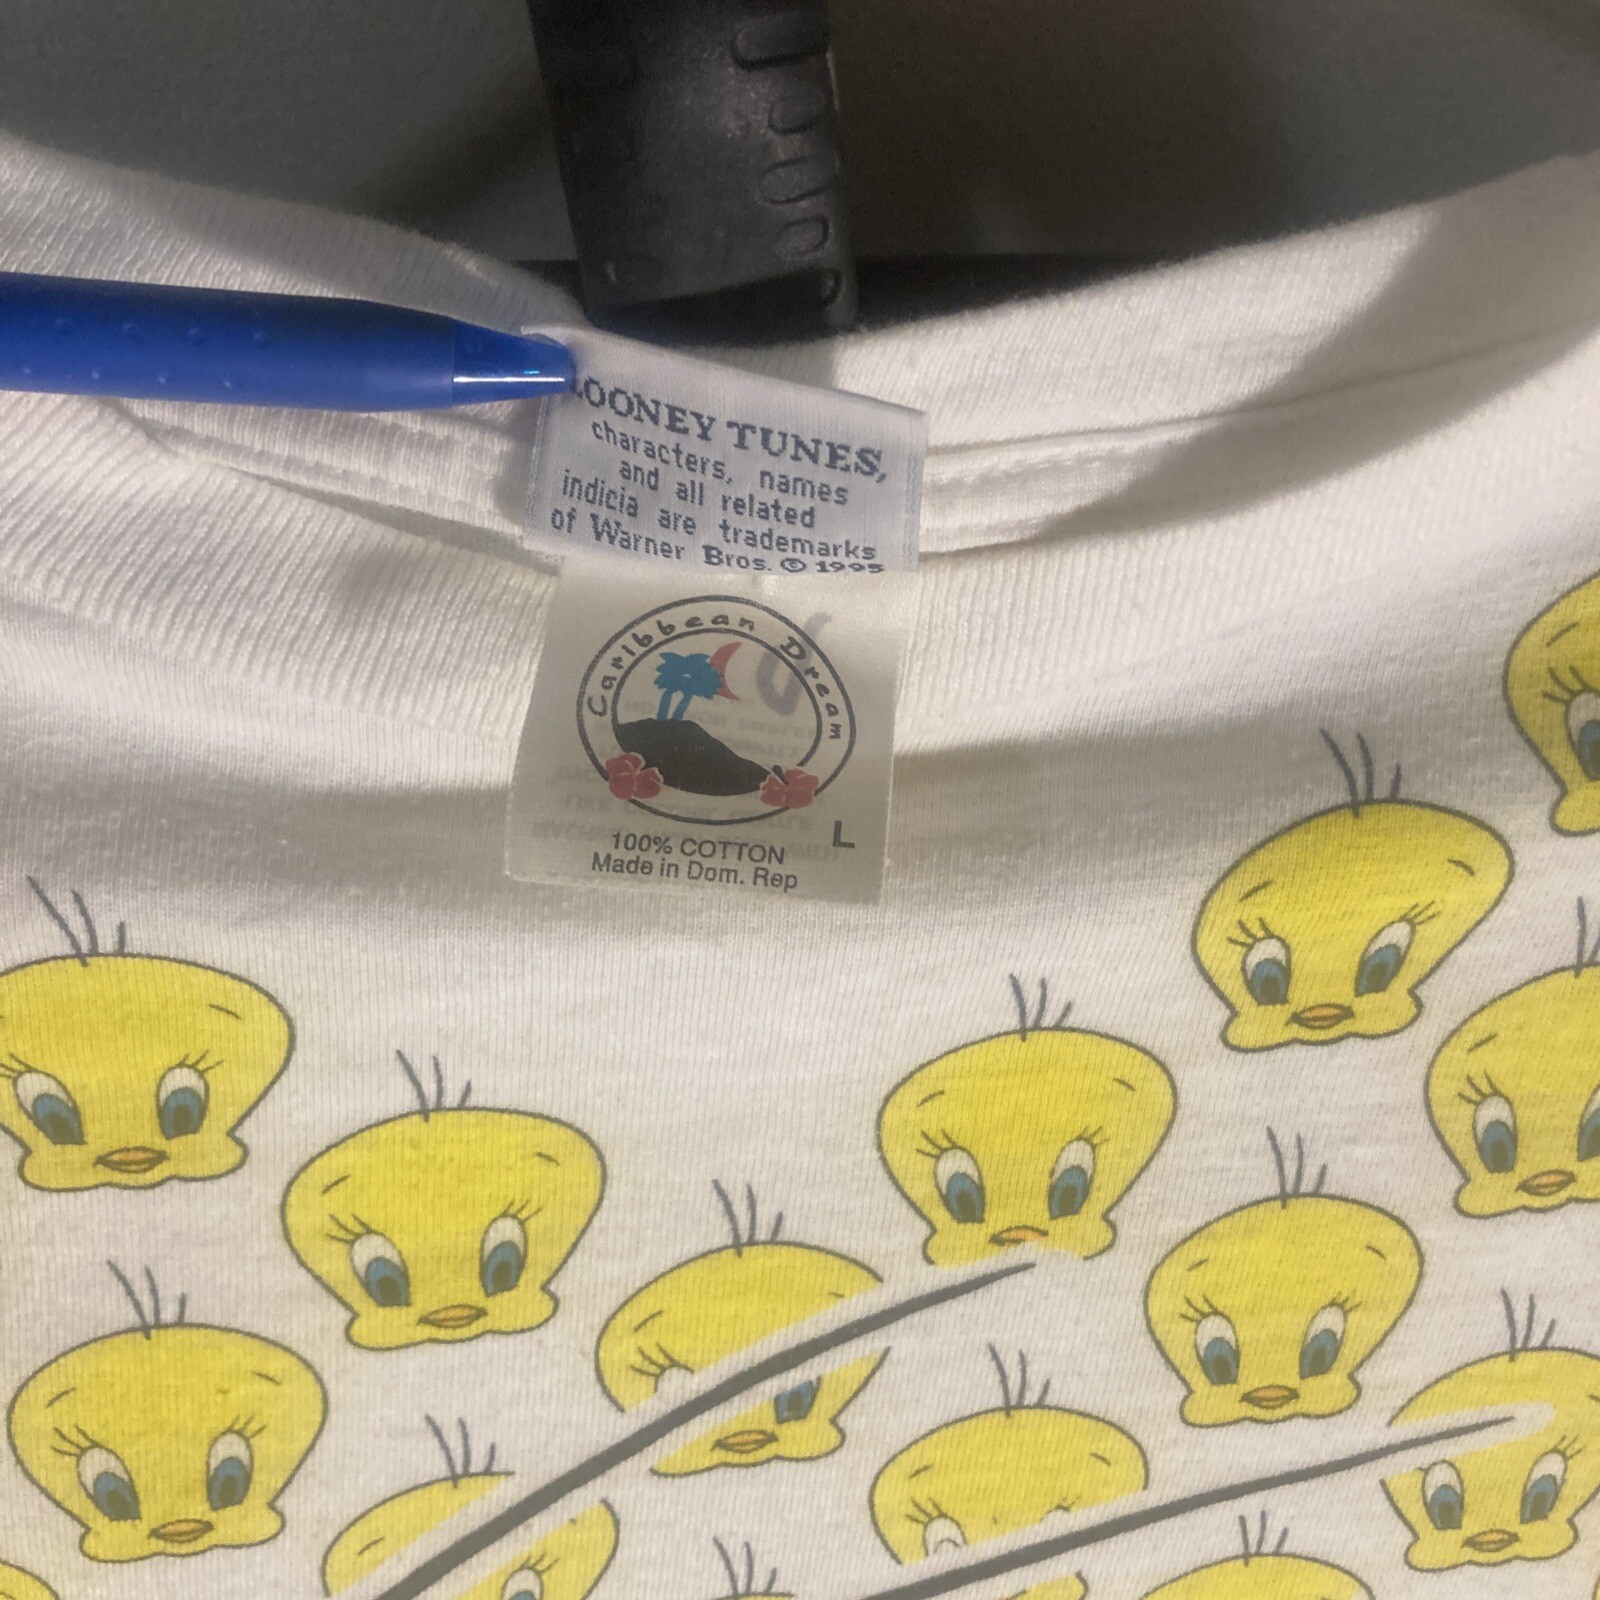 LOONEY TUNES,
characters, names
and all related
indicia are trademarks
of Warner Bros. © 1995
Caribbean Dream
L
100% COTTON
Made in Dom. Rep